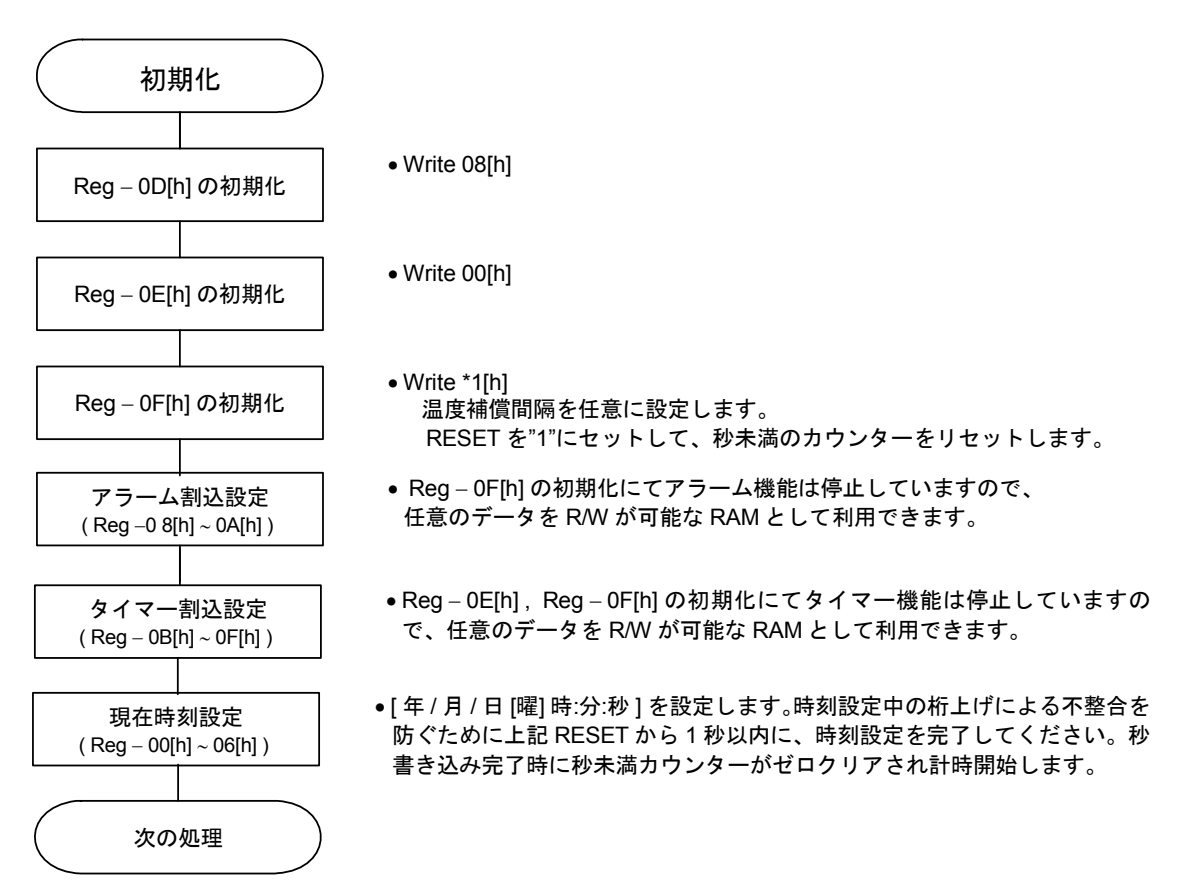 初期化
Reg – 0D[h] の初期化
• Write 08[h]
Reg – 0E[h] の初期化
• Write 00[h]
Reg – 0F[h] の初期化
• Write *1[h]
温度補償間隔を任意に設定します。
RESET を”1”にセットして、秒未満のカウンターをリセットします。
アラーム割込設定
( Reg –0 8[h] ~ 0A[h] )
• Reg – 0F[h] の初期化にてアラーム機能は停止していますので、
任意のデータを R/W が可能な RAM として利用できます。
タイマー割込設定
( Reg – 0B[h] ~ 0F[h] )
• Reg – 0E[h] , Reg – 0F[h] の初期化にてタイマー機能は停止していますの
で、任意のデータを R/W が可能な RAM として利用できます。
現在時刻設定
( Reg – 00[h] ~ 06[h] )
• [ 年 / 月 / 日 [曜] 時:分:秒 ] を設定します。時刻設定中の桁上げによる不整合を
防ぐために上記 RESET から 1 秒以内に、時刻設定を完了してください。秒
書き込み完了時に秒未満カウンターがゼロクリアされ計時開始します。
次の処理